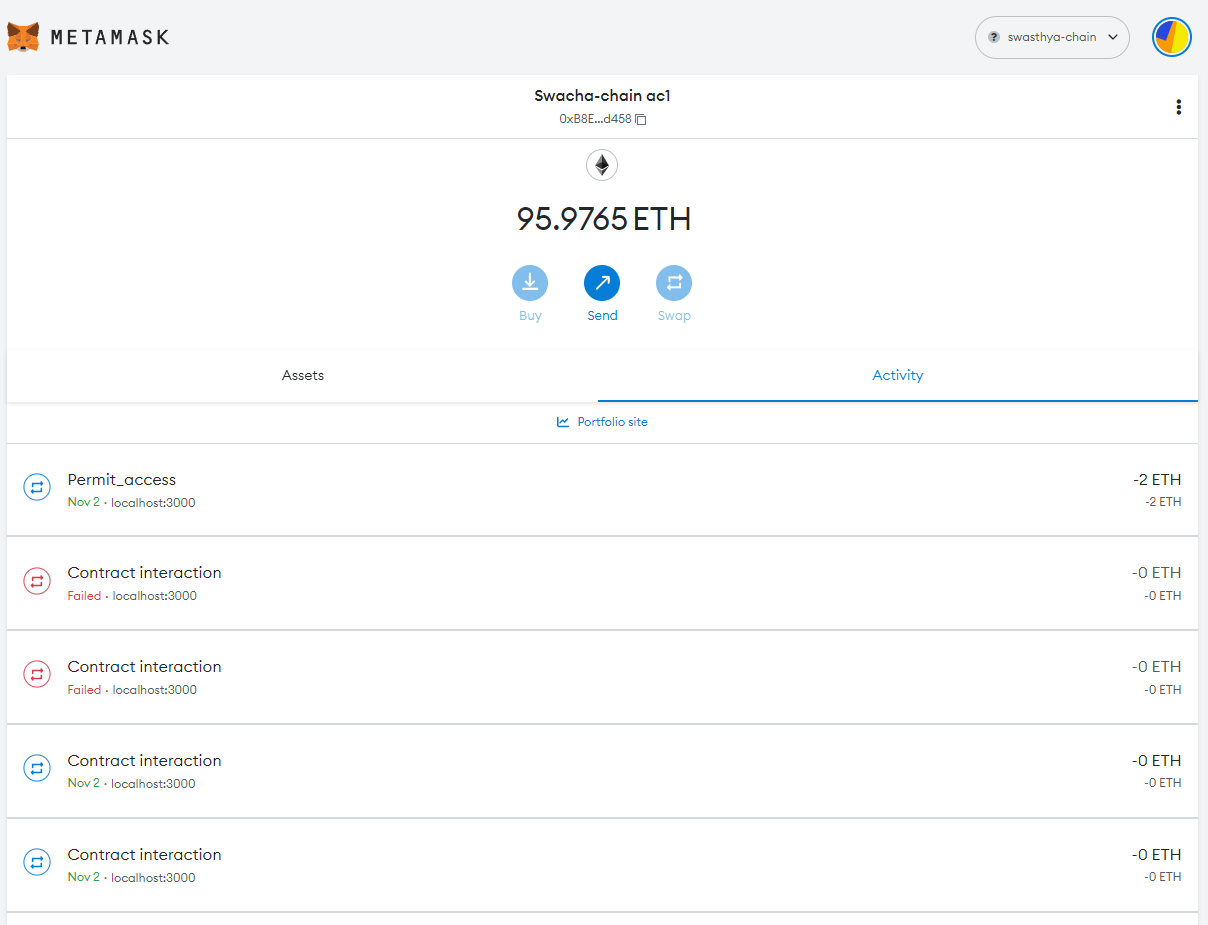 METAMASK
? swasthya-chain
Swacha-chain ac1
0xB8E...d458
95.9765 ETH
Buy
Send
Swap
Assets
Activity
Portfolio site
Permit_access
-2 ETH
Nov 2 · localhost:3000
-2 ETH
Contract interaction
-0 ETH
Failed · localhost:3000
-0 ETH
Contract interaction
-0 ETH
Failed · localhost:3000
-0 ETH
Contract interaction
-0 ETH
Nov 2 · localhost:3000
-0 ETH
Contract interaction
-0 ETH
Nov 2 · localhost:3000
-0 ETH